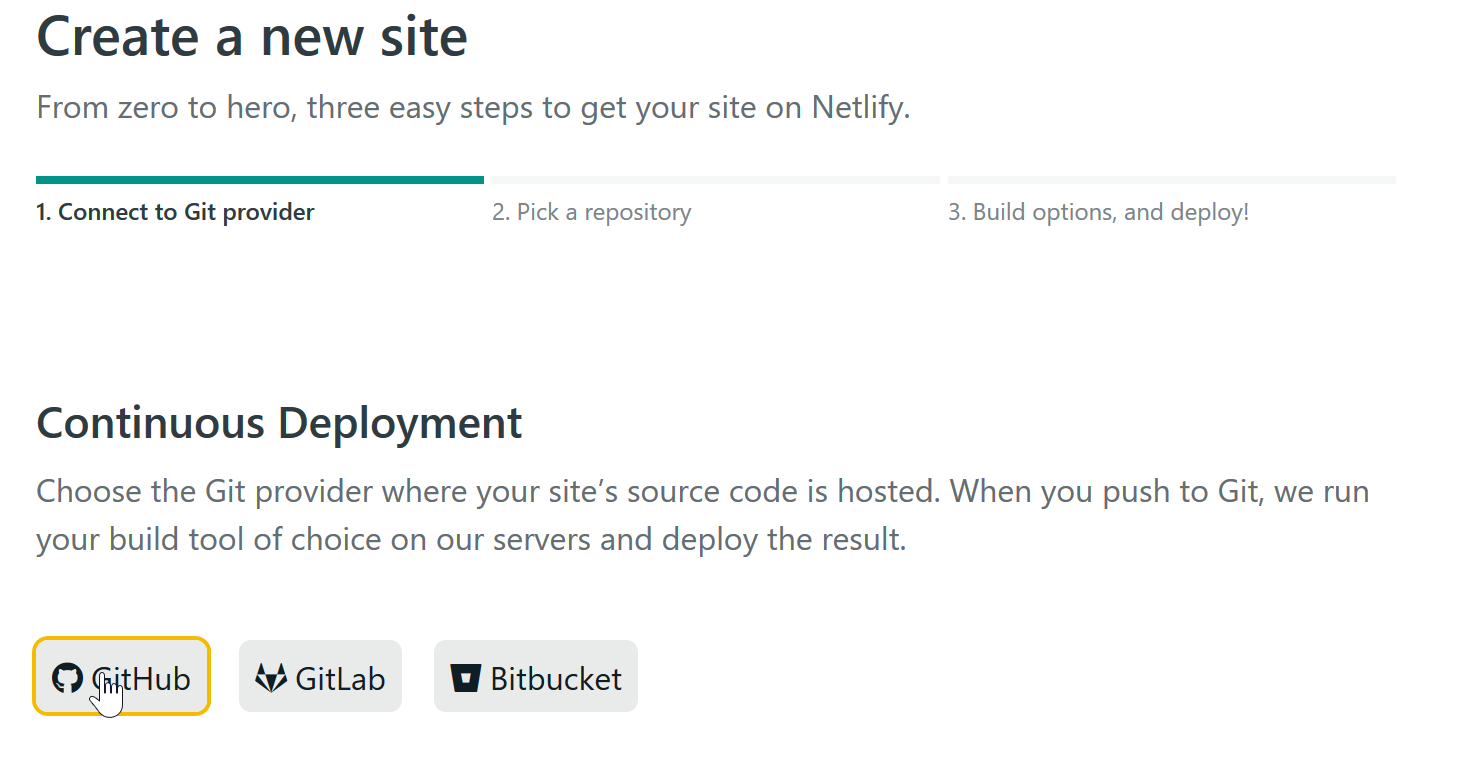 Create a new site
From zero to hero, three easy steps to get your site on Netlify.
1. Connect to Git provider
2. Pick a repository
3. Build options, and deploy!
Continuous Deployment
Choose the Git provider where your site’s source code is hosted. When you push to Git, we run
your build tool of choice on our servers and deploy the result.
GitHub
GitLab
Bitbucket